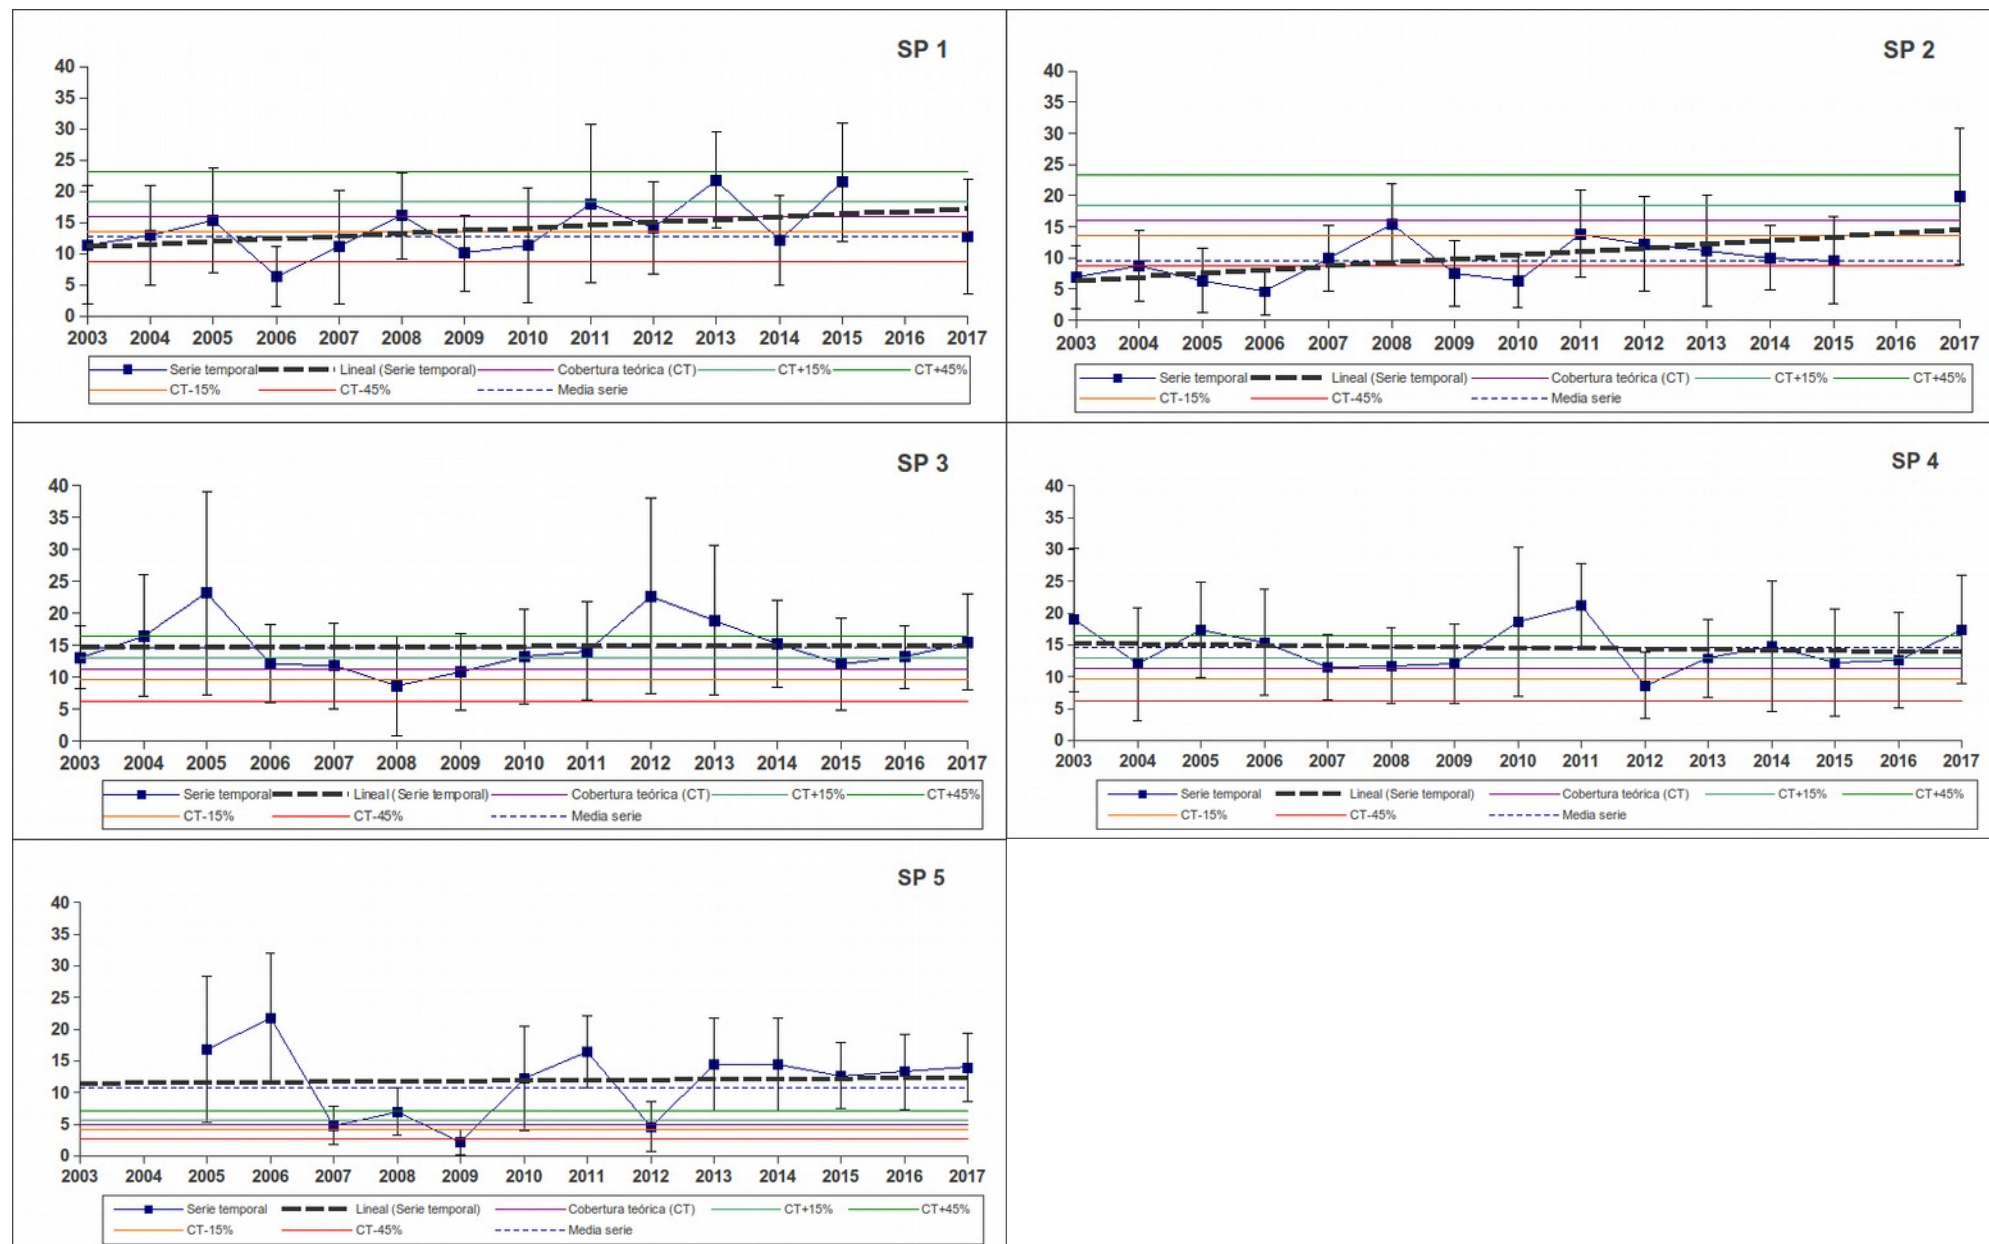 SP 1
40
35
30
25
20
15
10
5
0
2003 2004 2005 2006 2007 2008 2009 2010 2011 2012 2013 2014 2015 2016 2017
Serie temporal Lineal (Serie temporal) Cobertura teórica (CT) CT+15% CT+45%
CT-15% CT-45% Media serie
SP 2
40
35
30
25
20
15
10
5
0
2003 2004 2005 2006 2007 2008 2009 2010 2011 2012 2013 2014 2015 2016 2017
Serie temporal Lineal (Serie temporal) Cobertura teórica (CT) CT+15% CT+45%
CT-15% CT-45% Media serie
SP 3
40
35
30
25
20
15
10
5
0
2003 2004 2005 2006 2007 2008 2009 2010 2011 2012 2013 2014 2015 2016 2017
Serie temporal Lineal (Serie temporal) Cobertura teórica (CT) CT+15% CT+45%
CT-15% CT-45% Media serie
SP 4
40
35
30
25
20
15
10
5
0
2003 2004 2005 2006 2007 2008 2009 2010 2011 2012 2013 2014 2015 2016 2017
Serie temporal Lineal (Serie temporal) Cobertura teórica (CT) CT+15% CT+45%
CT-15% CT-45% Media serie
SP 5
40
35
30
25
20
15
10
5
0
2003 2004 2005 2006 2007 2008 2009 2010 2011 2012 2013 2014 2015 2016 2017
Serie temporal Lineal (Serie temporal) Cobertura teórica (CT) CT+15% CT+45%
CT-15% CT-45% Media serie